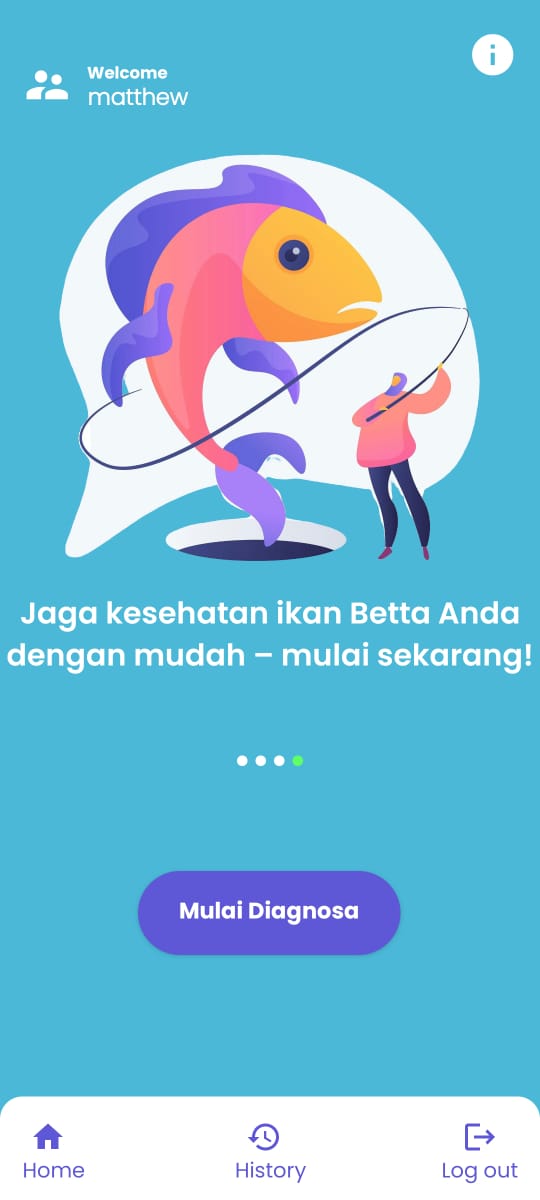 Welcome
matthew
Jaga kesehatan ikan Betta Anda
dengan mudah – mulai sekarang!
Mulai Diagnosa
Home
History
Log out